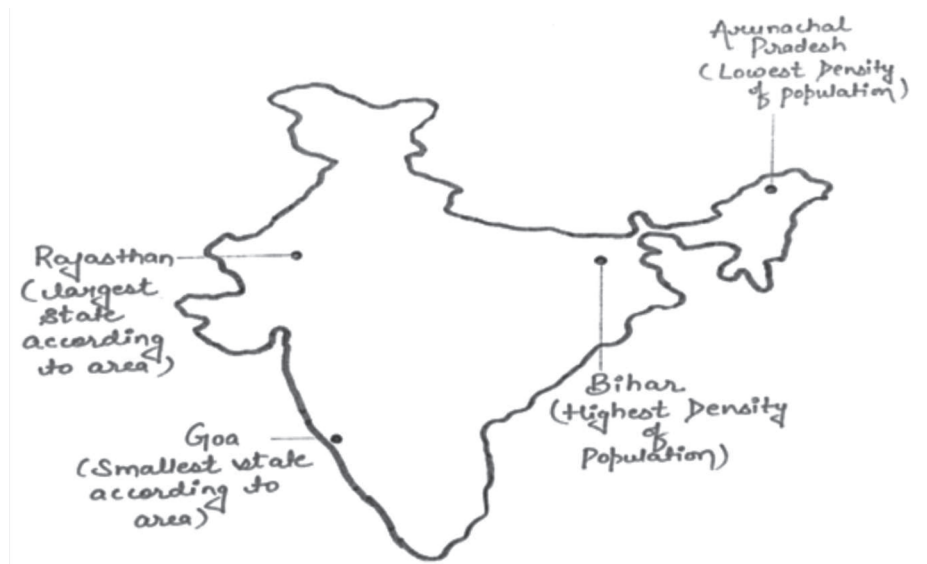 Arunachal
Pradesh
(Lowest Density
of population)
Rajasthan
(largest
state
according
to area)
Bihar
(Highest Density
of
Population)
Goa
(Smallest state
according to
area)